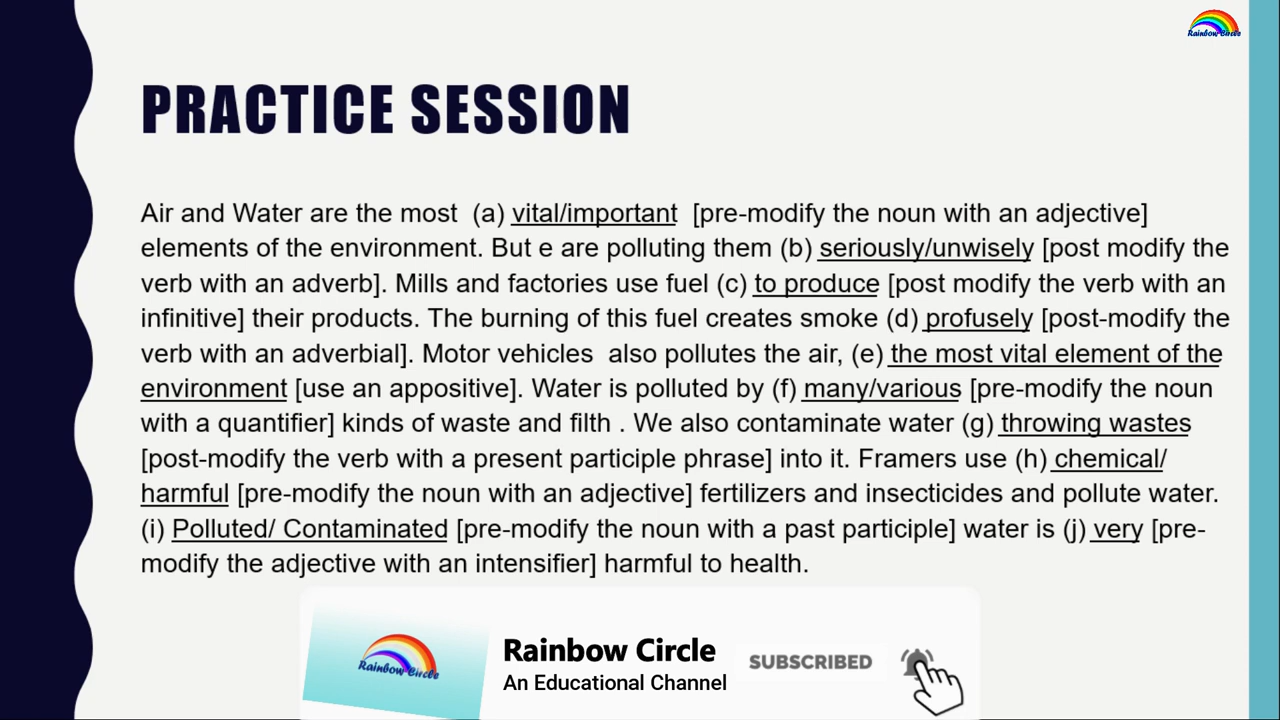 Rainbow Circle
PRACTICE SESSION
Air and Water are the most (a) vital/important [pre-modify the noun with an adjective]
elements of the environment. But e are polluting them (b) seriously/unwisely [post modify the
verb with an adverb]. Mills and factories use fuel (c) to produce [post modify the verb with an
infinitive] their products. The burning of this fuel creates smoke (d) profusely [post-modify the
verb with an adverbial]. Motor vehicles also pollutes the air, (e) the most vital element of the
environment [use an appositive]. Water is polluted by (f) many/various [pre-modify the noun
with a quantifier] kinds of waste and filth . We also contaminate water (g) throwing wastes
[post-modify the verb with a present participle phrase] into it. Framers use (h) chemical/
harmful [pre-modify the noun with an adjective] fertilizers and insecticides and pollute water.
(i) Polluted/ Contaminated [pre-modify the noun with a past participle] water is (j) very [pre-
modify the adjective with an intensifier] harmful to health.
Rainbow Circle
Rainbow Circle
An Educational Channel
SUBSCRIBED